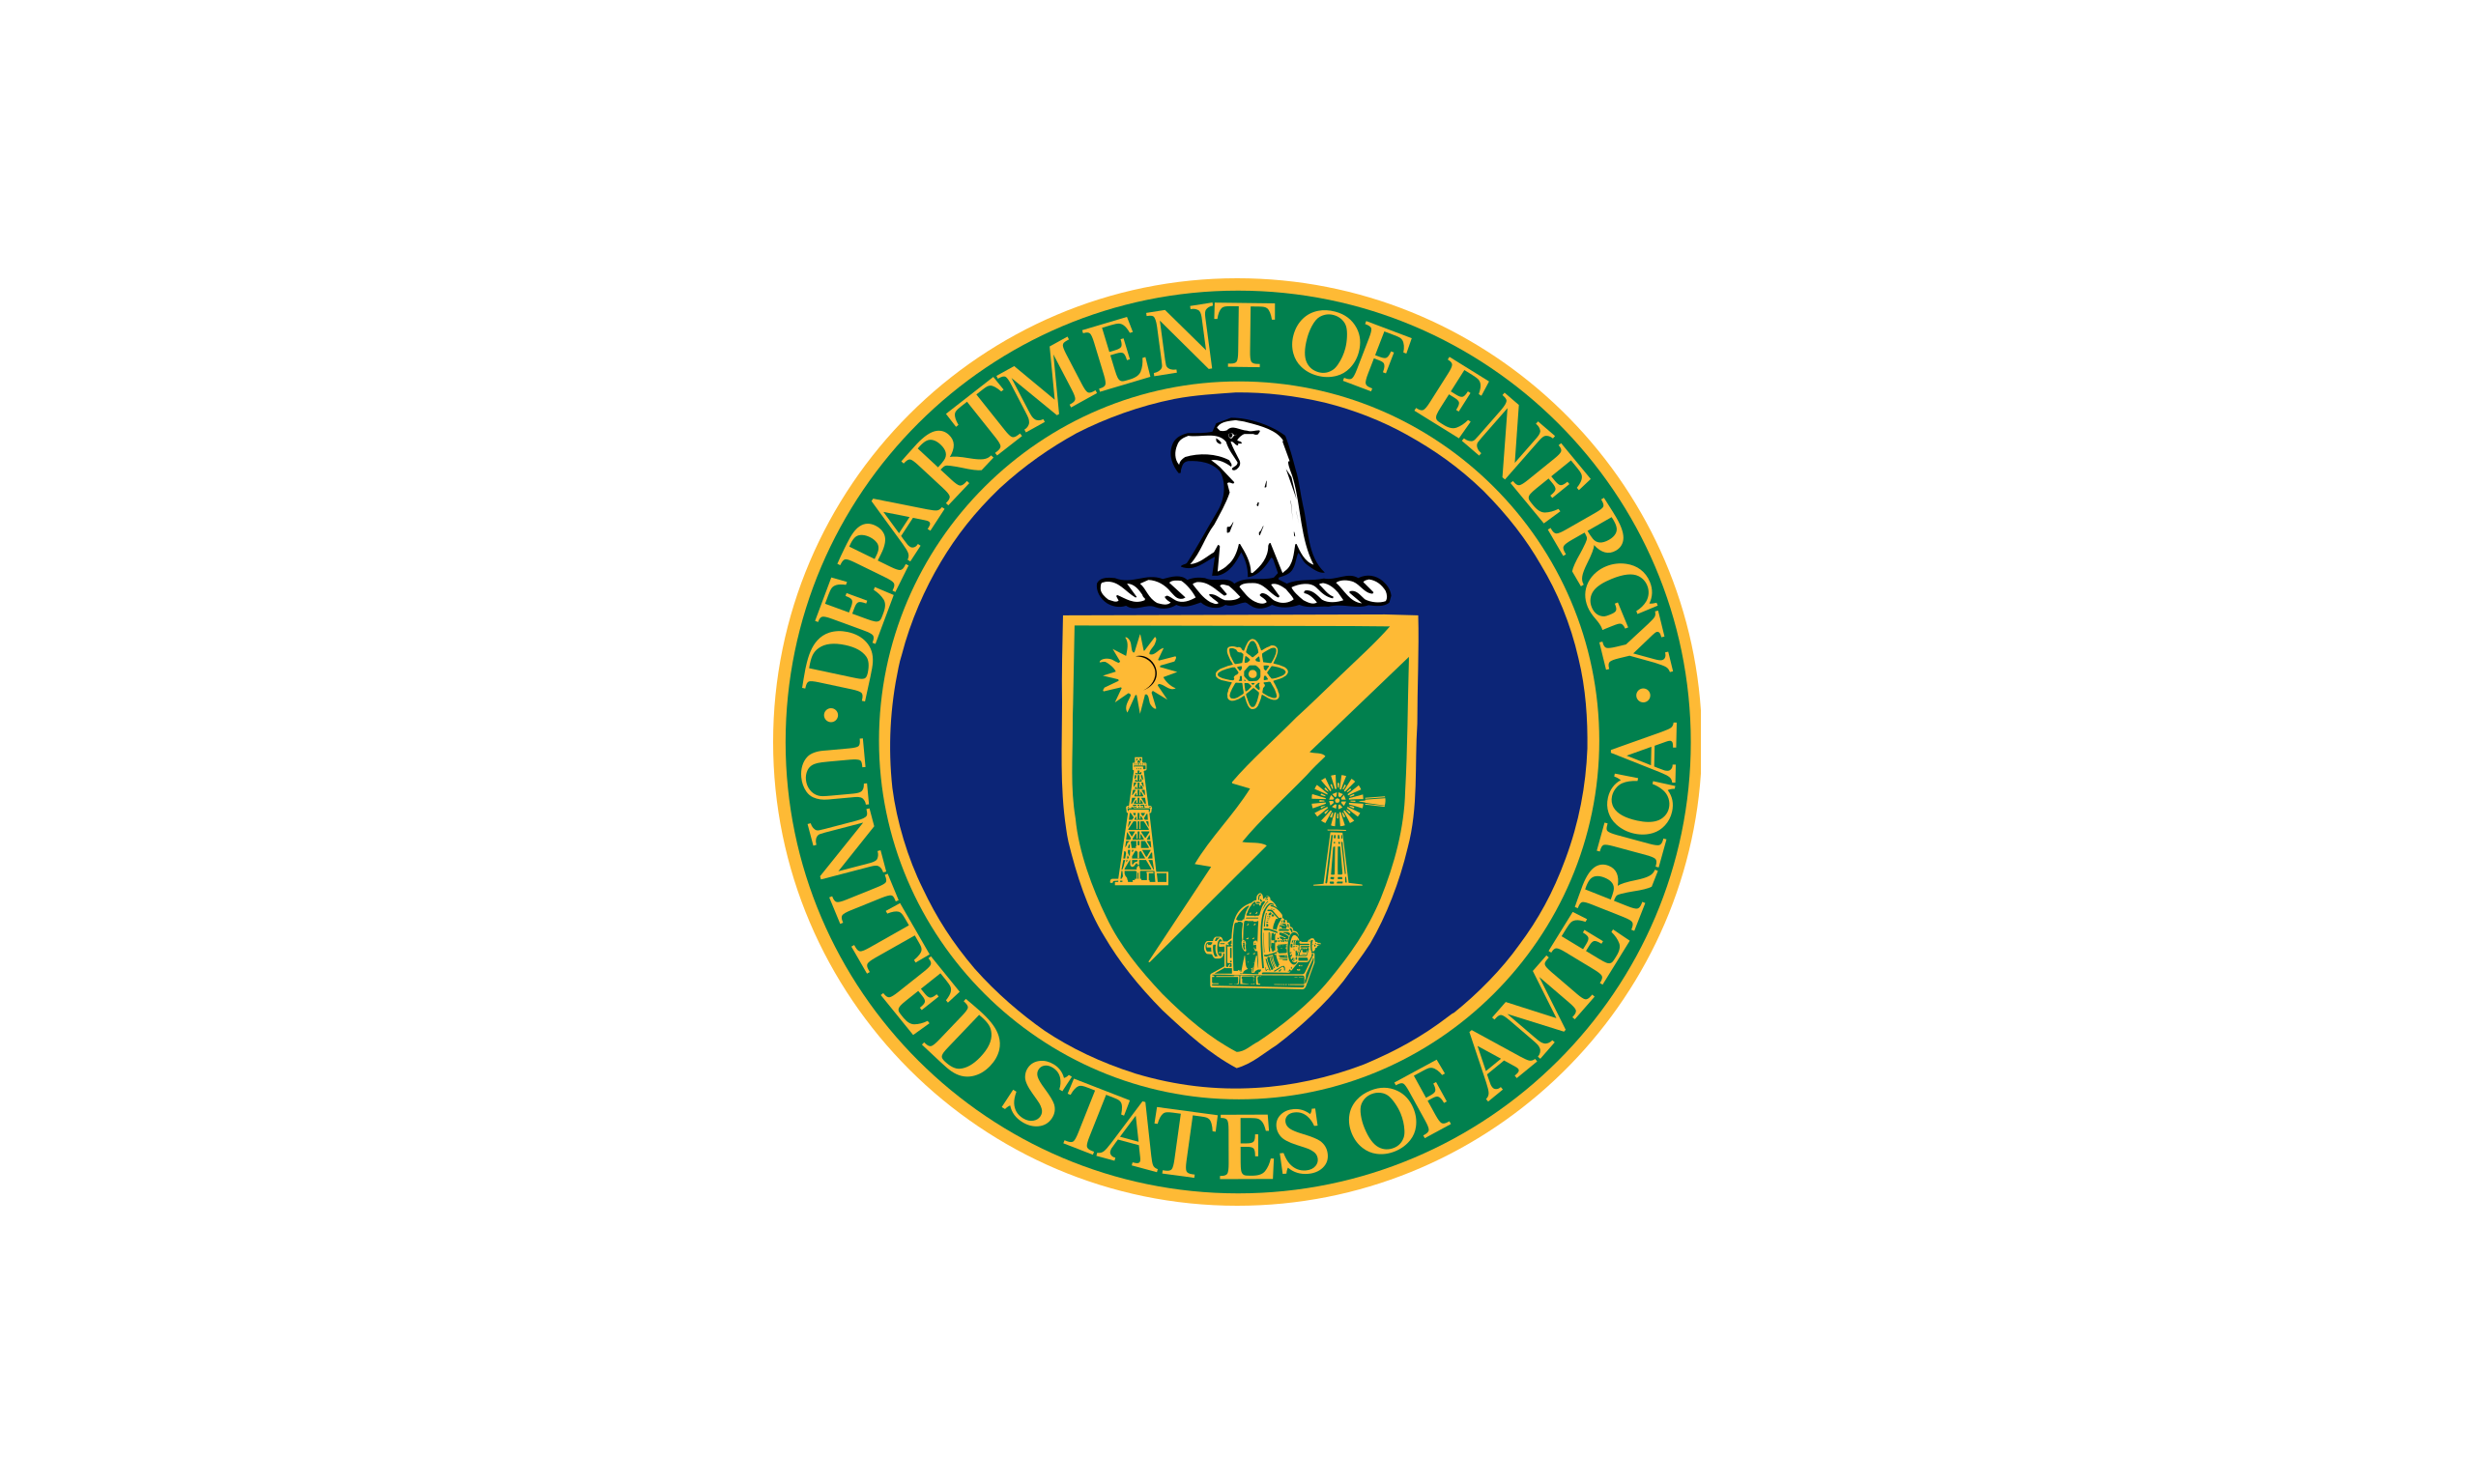 DEPARTMENT OF ENERGY
UNITED STATES OF AMERICA